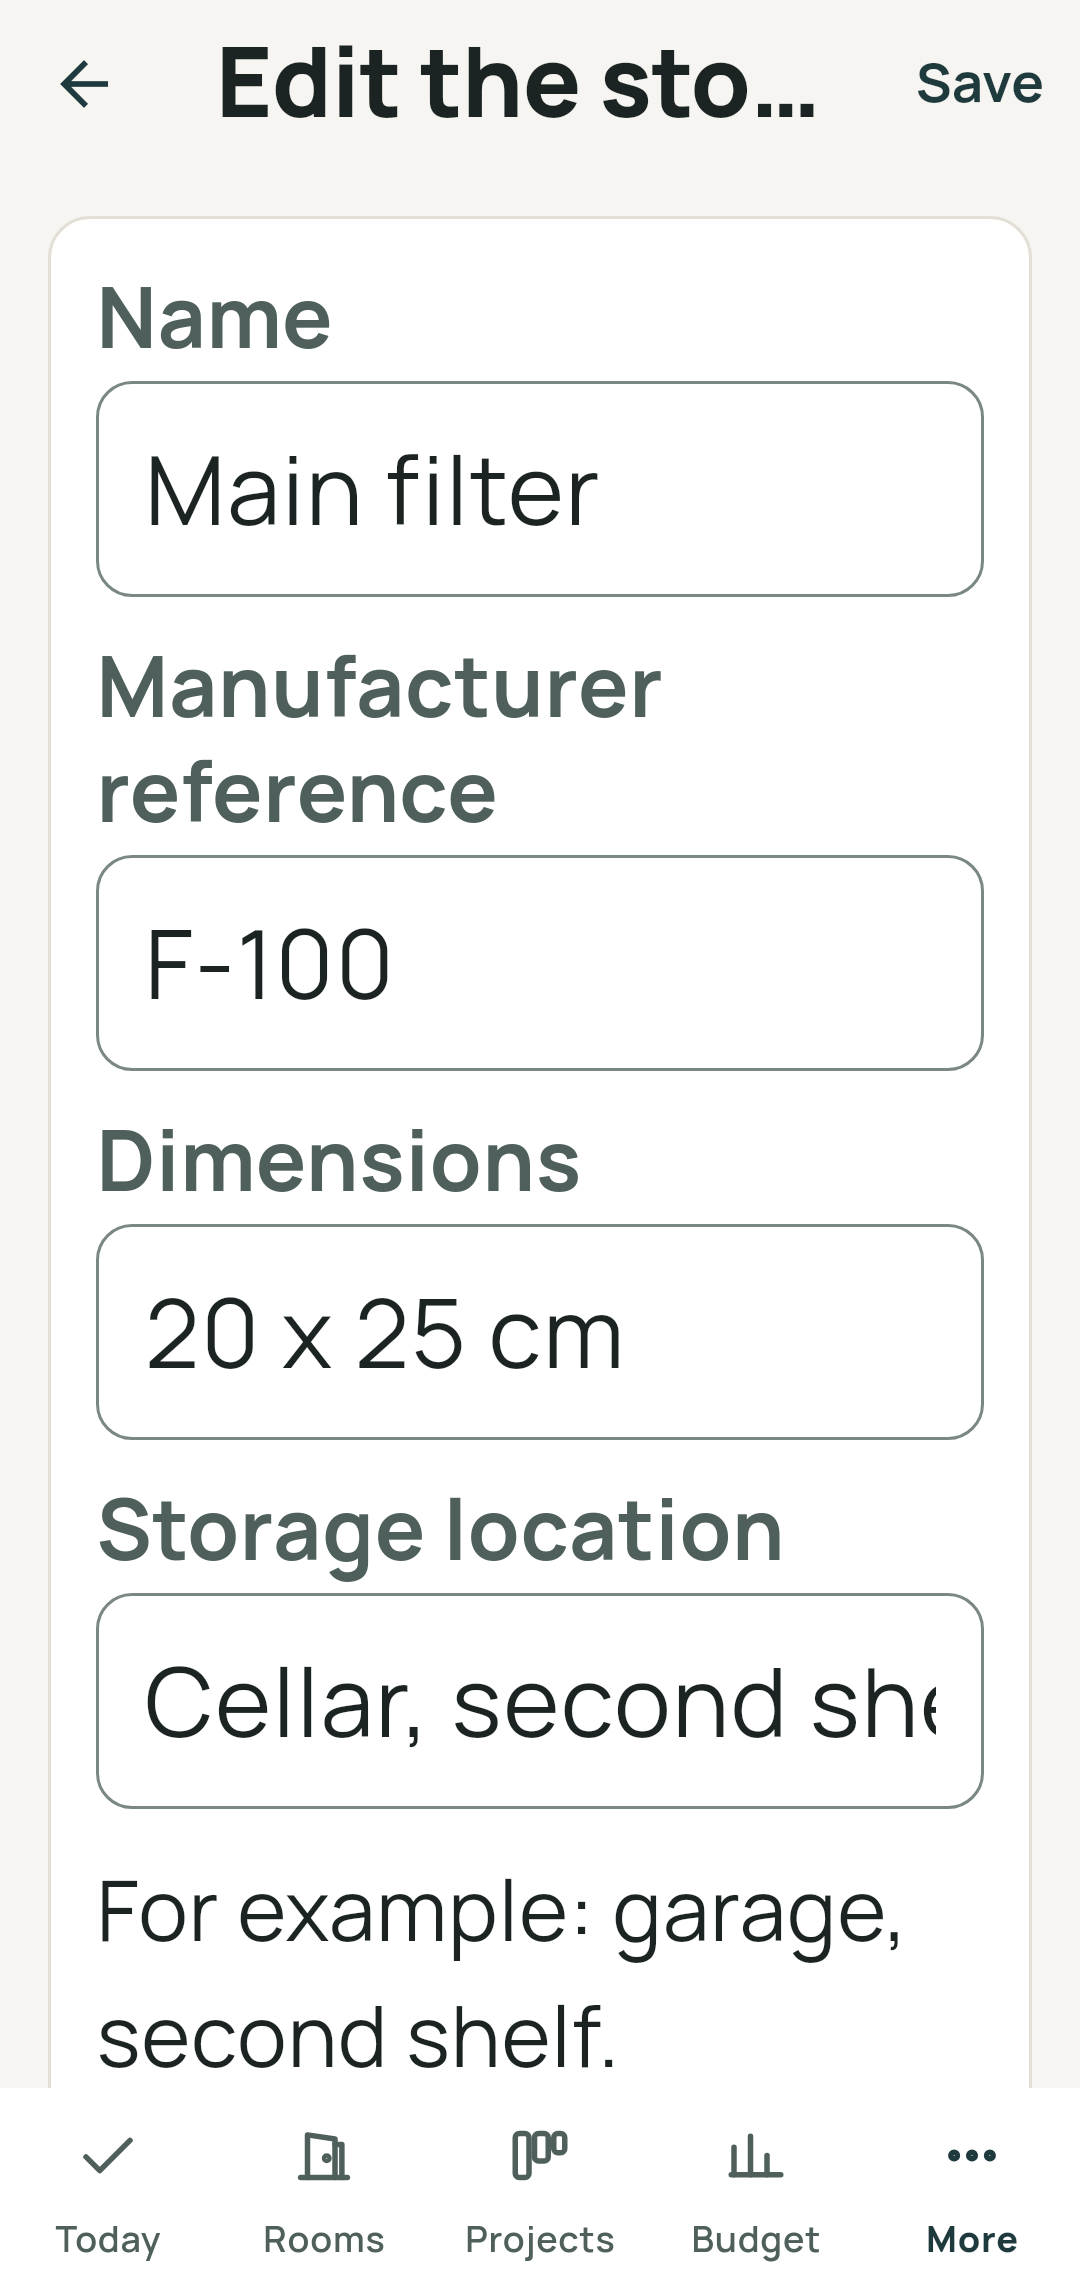 Edit the sto...
Save
Name
Main filter
Manufacturer
reference
F-100
Dimensions
20 x 25 cm
Storage location
Cellar, second she
For example: garage,
second shelf.
Today
Rooms
Projects
Budget
More